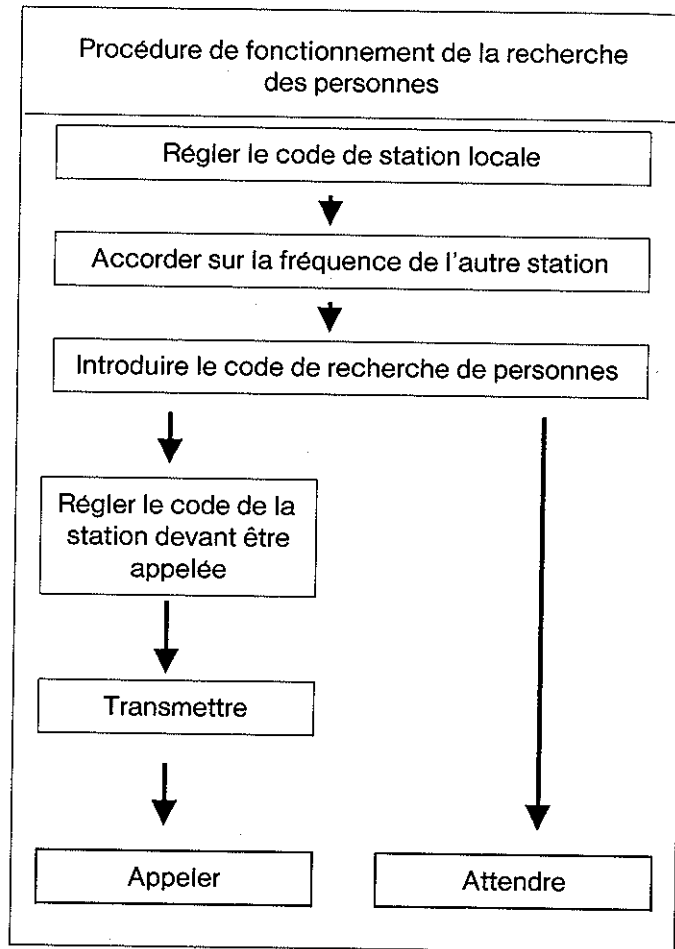 Procédure de fonctionnement de la recherche
des personnes
Régler le code de station locale
Accorder sur la fréquence de l'autre station
Introduire le code de recherche de personnes
Régler le code de la
station devant être
appelée
Transmettre
Appeler
Attendre